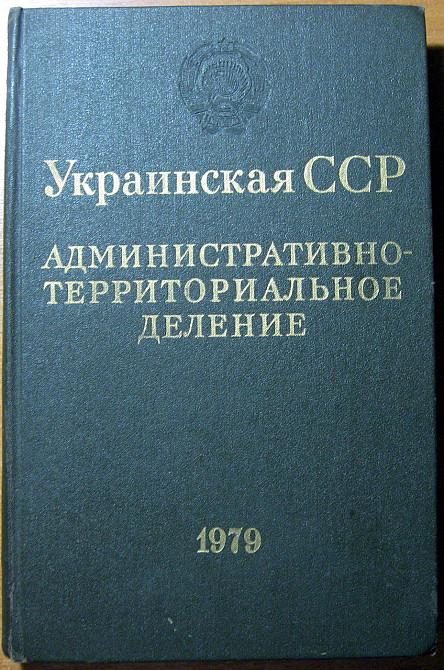 Украинская ССР
АДМИНИСТРАТИВНО-
ТЕРРИТОРИАЛЬНОЕ
ДЕЛЕНИЕ
1979